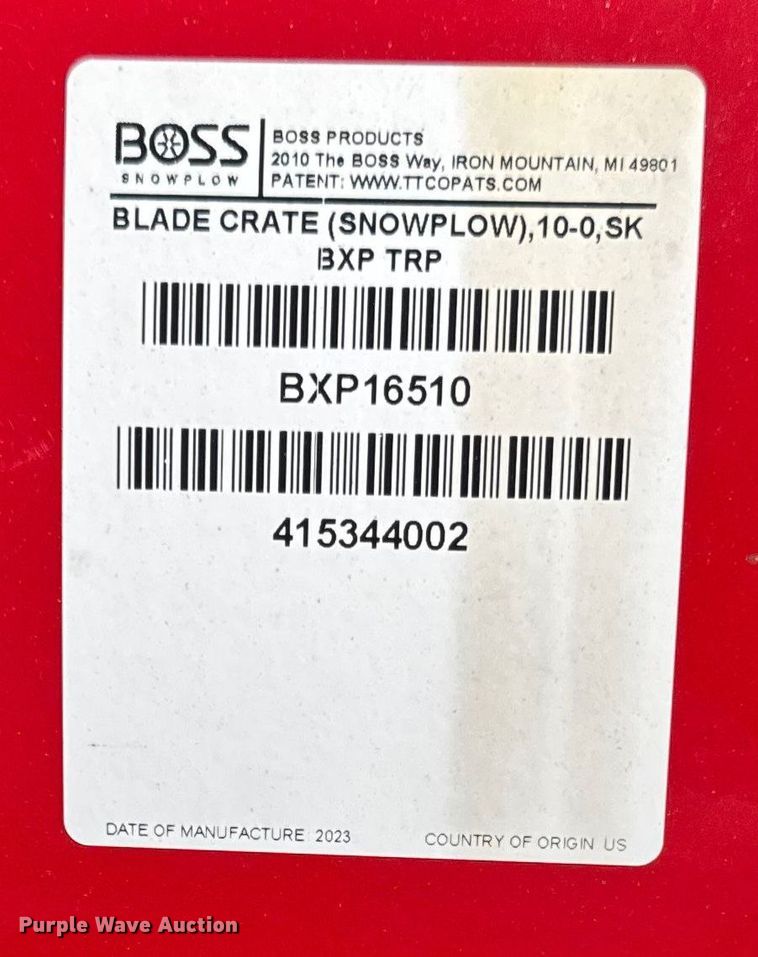 BOSS
SNOWPLOW
BOSS PRODUCTS
2010 The BOSS Way, IRON MOUNTAIN, MI 49801
PATENT: WWW.TTCOPATS.COM
BLADE CRATE (SNOWPLOW),10-0,SK
BXP TRP
BXP16510
415344002
DATE OF MANUFACTURE: 2023
COUNTRY OF ORIGIN US
Purple Wave Auction